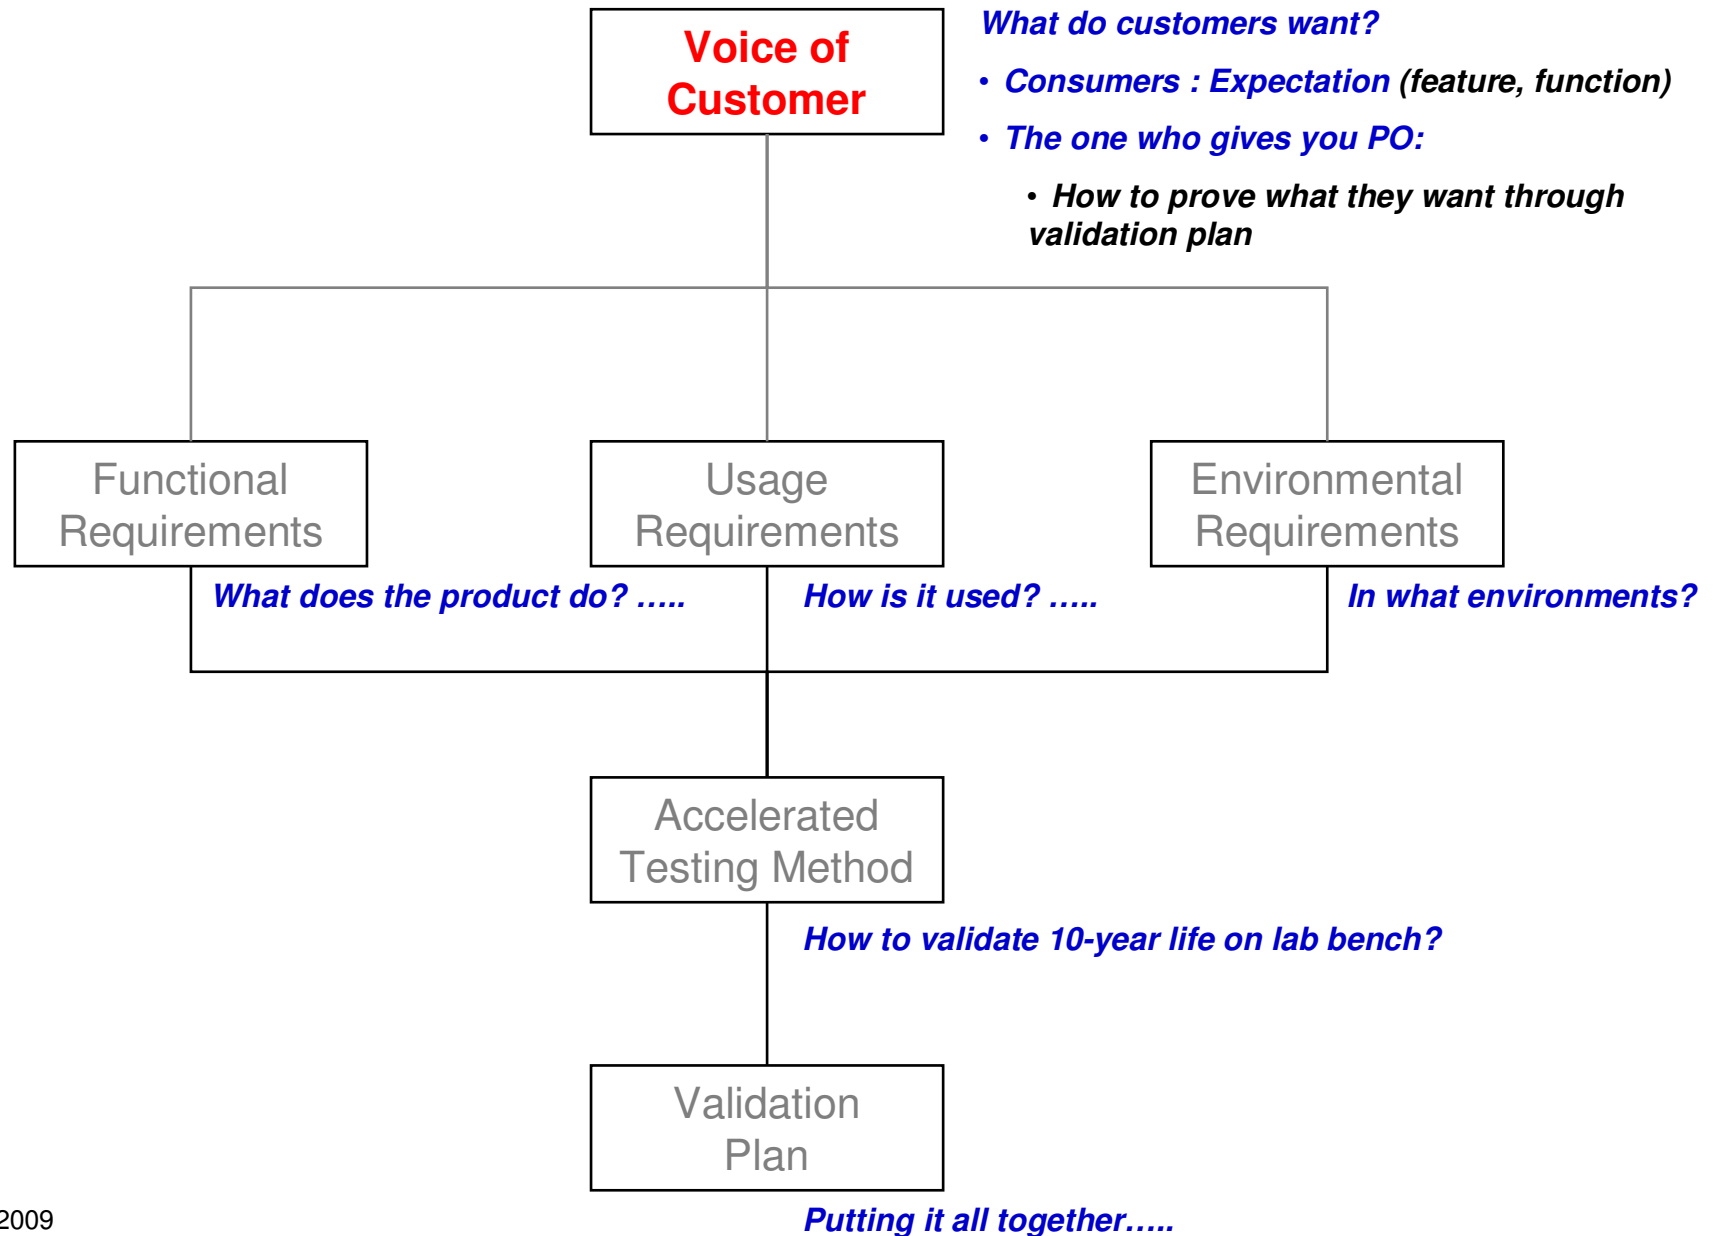 Voice of
Customer
What do customers want?
• Consumers : Expectation (feature, function)
• The one who gives you PO:
• How to prove what they want through
validation plan
Functional
Requirements
Usage
Requirements
Environmental
Requirements
What does the product do? …..
How is it used? …..
In what environments?
Accelerated
Testing Method
How to validate 10-year life on lab bench?
Validation
Plan
2009
Putting it all together…..